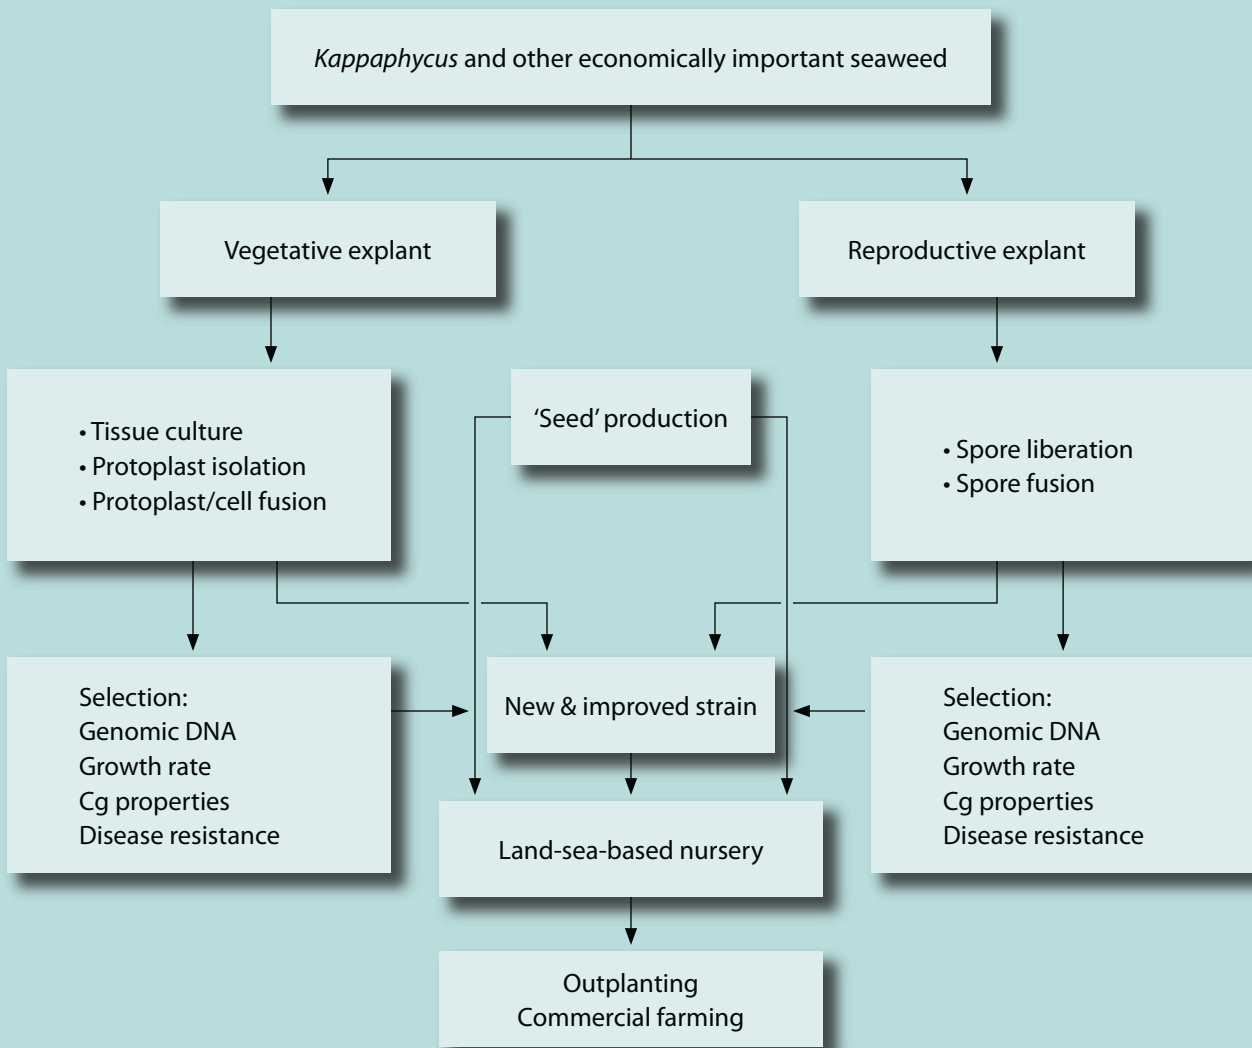 Kappaphycus and other economically important seaweed
Vegetative explant
Reproductive explant
• Tissue culture
• Protoplast isolation
• Protoplast/cell fusion
‘Seed’ production
• Spore liberation
• Spore fusion
Selection:
Genomic DNA
Growth rate
Cg properties
Disease resistance
New & improved strain
Selection:
Genomic DNA
Growth rate
Cg properties
Disease resistance
Land-sea-based nursery
Outplanting
Commercial farming